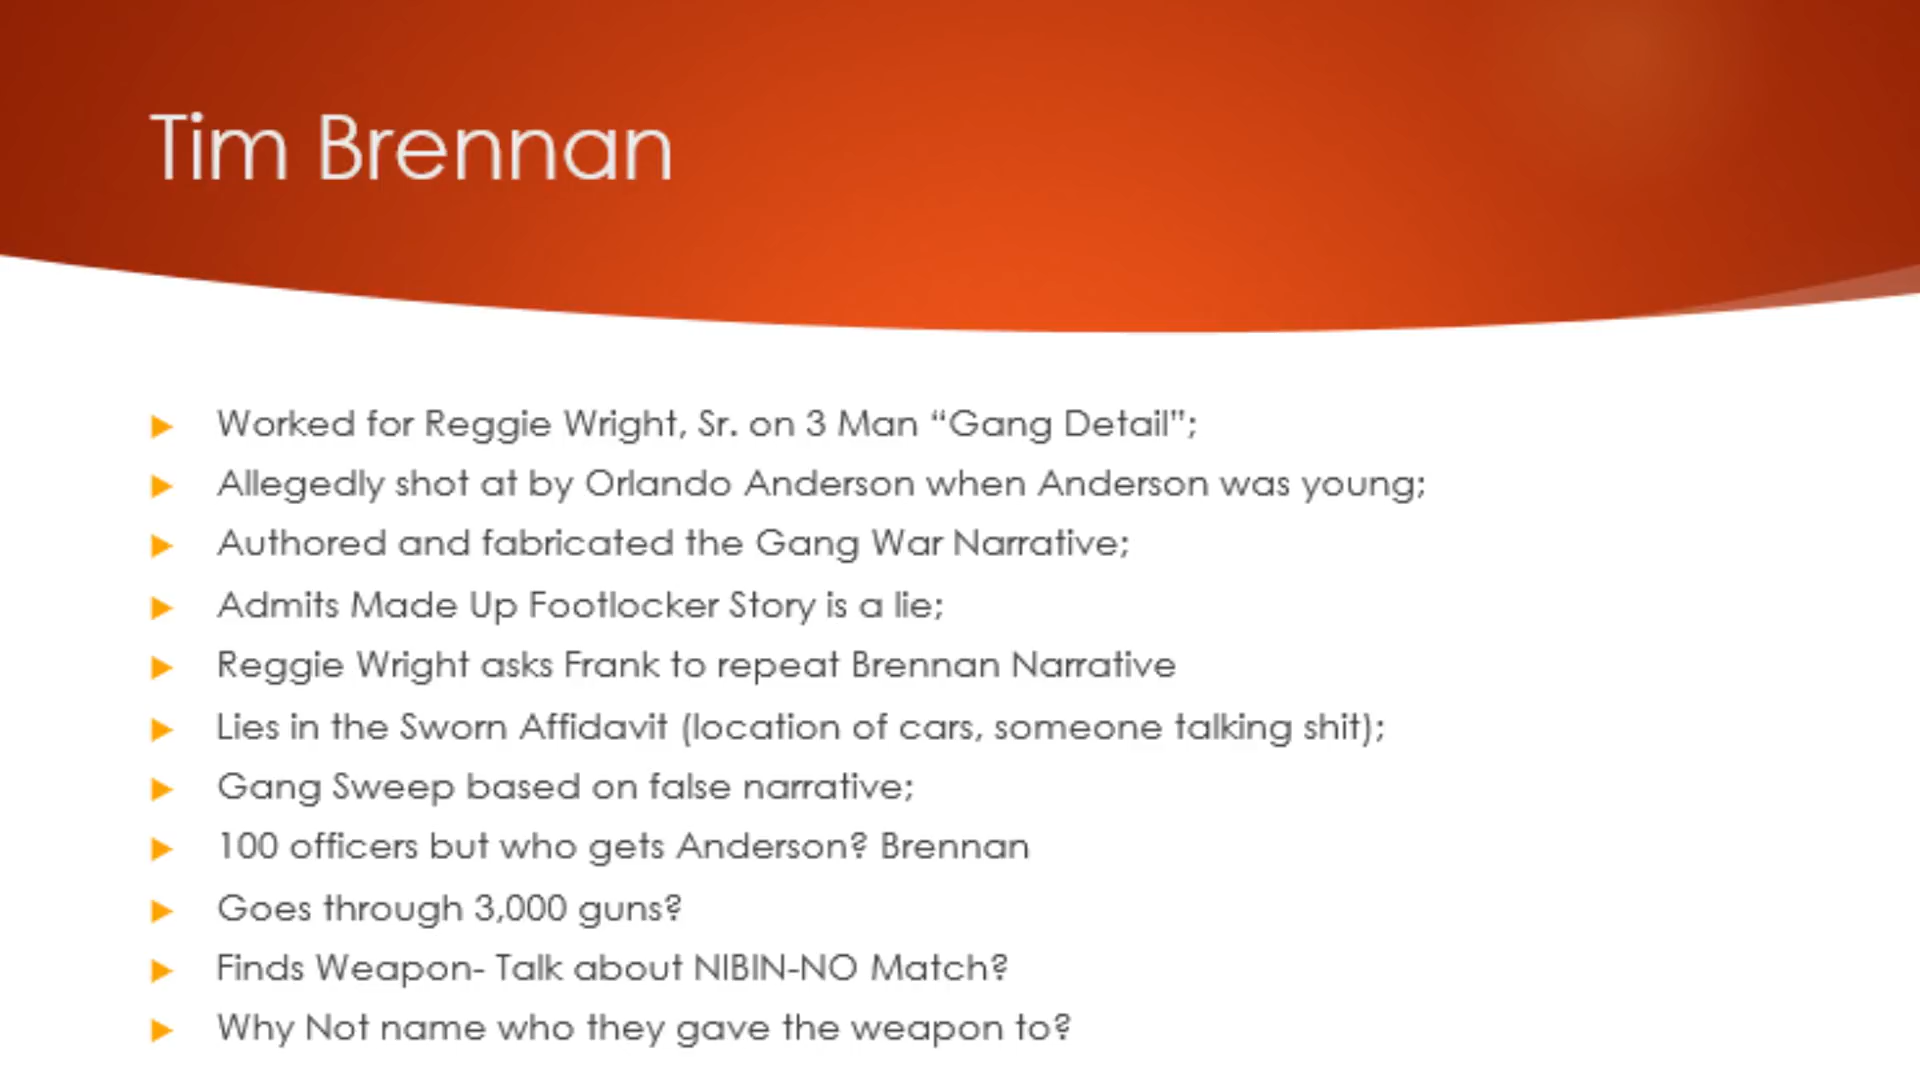 Tim Brennan
Worked for Reggie Wright, Sr. on 3 Man “Gang Detail”;
Allegedly shot at by Orlando Anderson when Anderson was young;
Authored and fabricated the Gang War Narrative;
Admits Made Up Footlocker Story is a lie;
Reggie Wright asks Frank to repeat Brennan Narrative
Lies in the Sworn Affidavit (location of cars, someone talking shit);
Gang Sweep based on false narrative;
100 officers but who gets Anderson? Brennan
Goes through 3,000 guns?
Finds Weapon- Talk about NIBIN-NO Match?
Why Not name who they gave the weapon to?